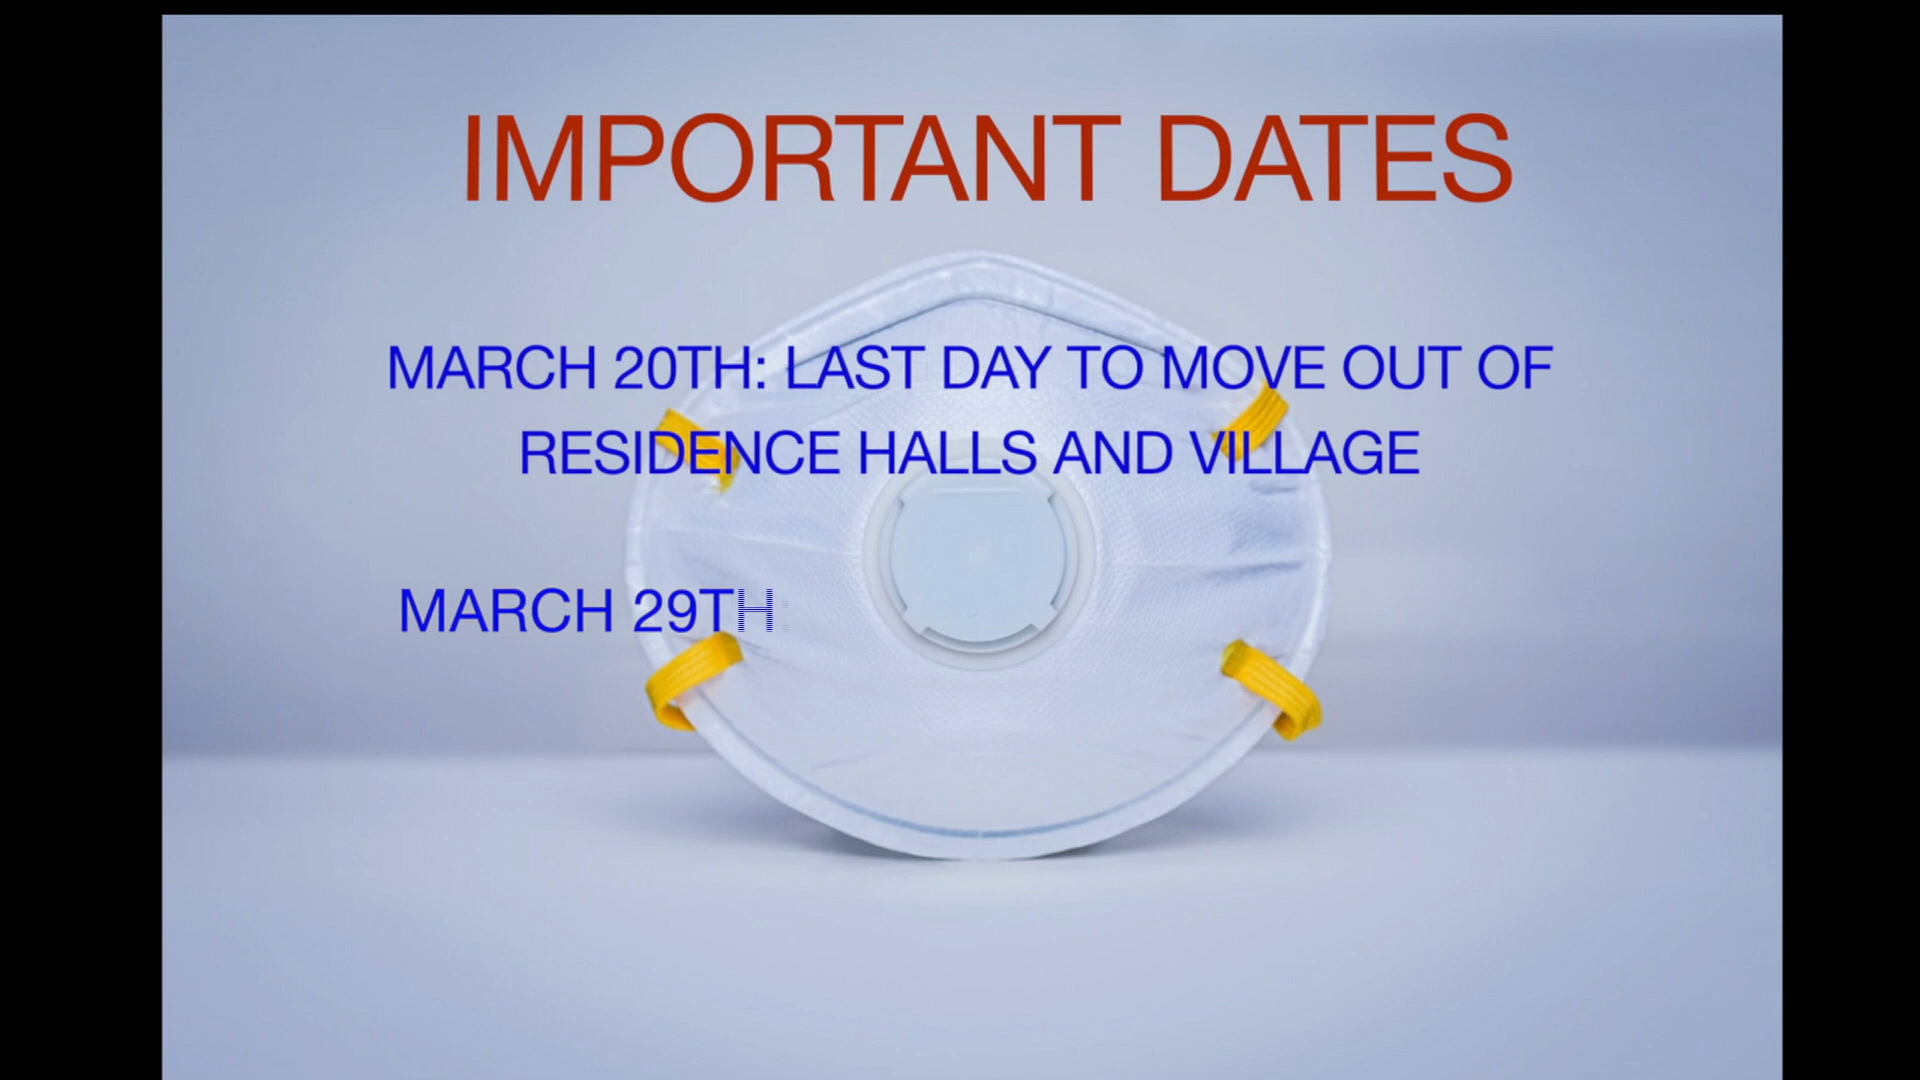 IMPORTANT DATES
MARCH 20TH: LAST DAY TO MOVE OUT OF
RESIDENCE HALLS AND VILLAGE
MARCH 29TH: